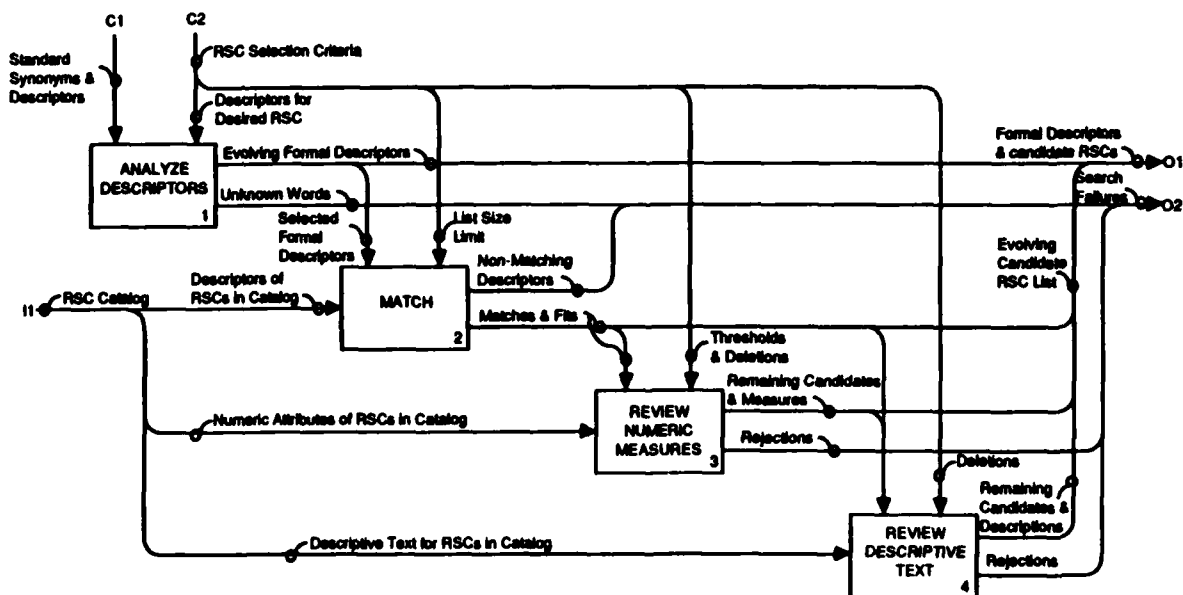 C1
C2
RSC Selection Criteria
Standard
Synonyms &
Descriptors
Descriptors for
Desired RSC
ANALYZE
DESCRIPTORS
1
Evolving Formal Descriptors
Unknown Words
Formal Descriptors
& candidate RSCs
O1
Search
Failures
O2
Selected
Formal
Descriptors
List Size
Limit
Evolving
Candidate
RSC List
I1
RSC Catalog
Descriptors of
RSCs in Catalog
MATCH
2
Non-Matching
Descriptors
Matches & Fits
Thresholds
& Deletions
Remaining Candidates
& Measures
Numeric Attributes of RSCs in Catalog
REVIEW
NUMERIC
MEASURES
3
Rejections
Deletions
Remaining
Candidates &
Descriptions
Descriptive Text for RSCs in Catalog
REVIEW
DESCRIPTIVE
TEXT
4
Rejections